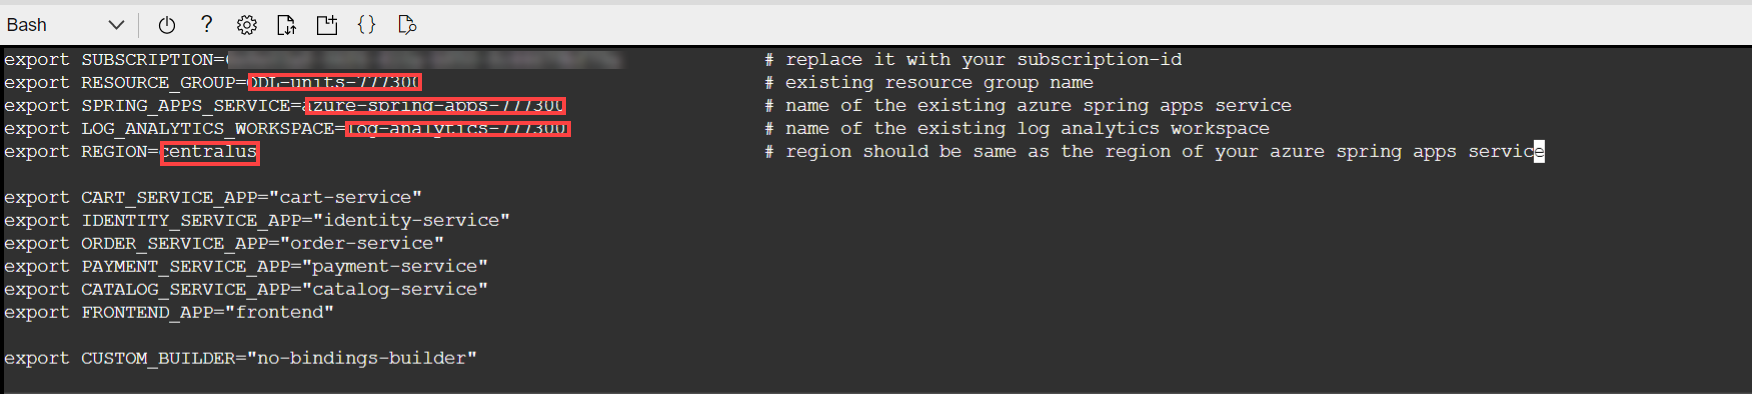 Bash
export SUBSCRIPTION= # replace it with your subscription-id
export RESOURCE_GROUP=ODL-units-777300 # existing resource group name
export SPRING_APPS_SERVICE=azure-spring-apps-777300 # name of the existing azure spring apps service
export LOG_ANALYTICS_WORKSPACE=log-analytics-777300 # name of the existing log analytics workspace
export REGION=centralus # region should be same as the region of your azure spring apps service
export CART_SERVICE_APP="cart-service"
export IDENTITY_SERVICE_APP="identity-service"
export ORDER_SERVICE_APP="order-service"
export PAYMENT_SERVICE_APP="payment-service"
export CATALOG_SERVICE_APP="catalog-service"
export FRONTEND_APP="frontend"
export CUSTOM_BUILDER="no-bindings-builder"